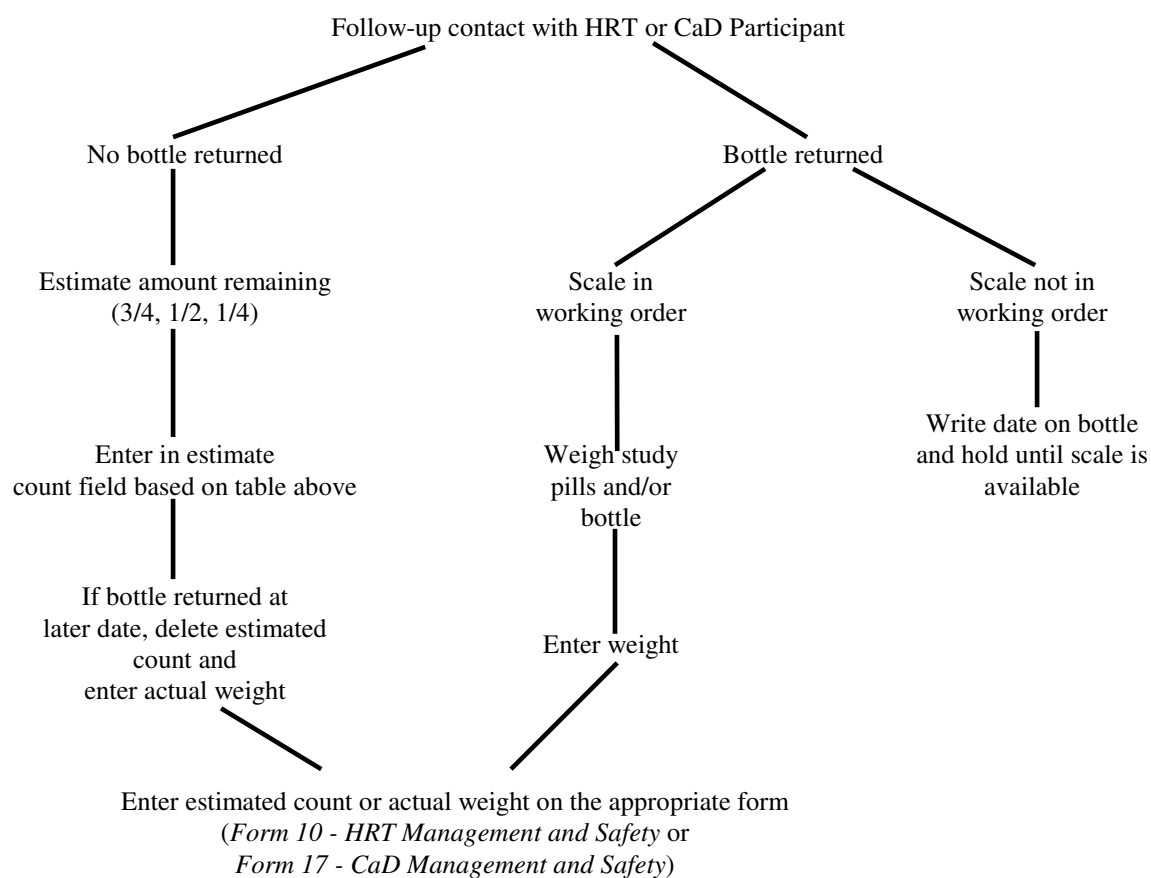 Follow-up contact with HRT or CaD Participant
No bottle returned
Bottle returned
Estimate amount remaining
(3/4, 1/2, 1/4)
Scale in
working order
Scale not in
working order
Enter in estimate
count field based on table above
Weigh study
pills and/or
bottle
Write date on bottle
and hold until scale is
available
If bottle returned at
later date, delete estimated
count and
enter actual weight
Enter weight
Enter estimated count or actual weight on the appropriate form
(Form 10 - HRT Management and Safety or
Form 17 - CaD Management and Safety)